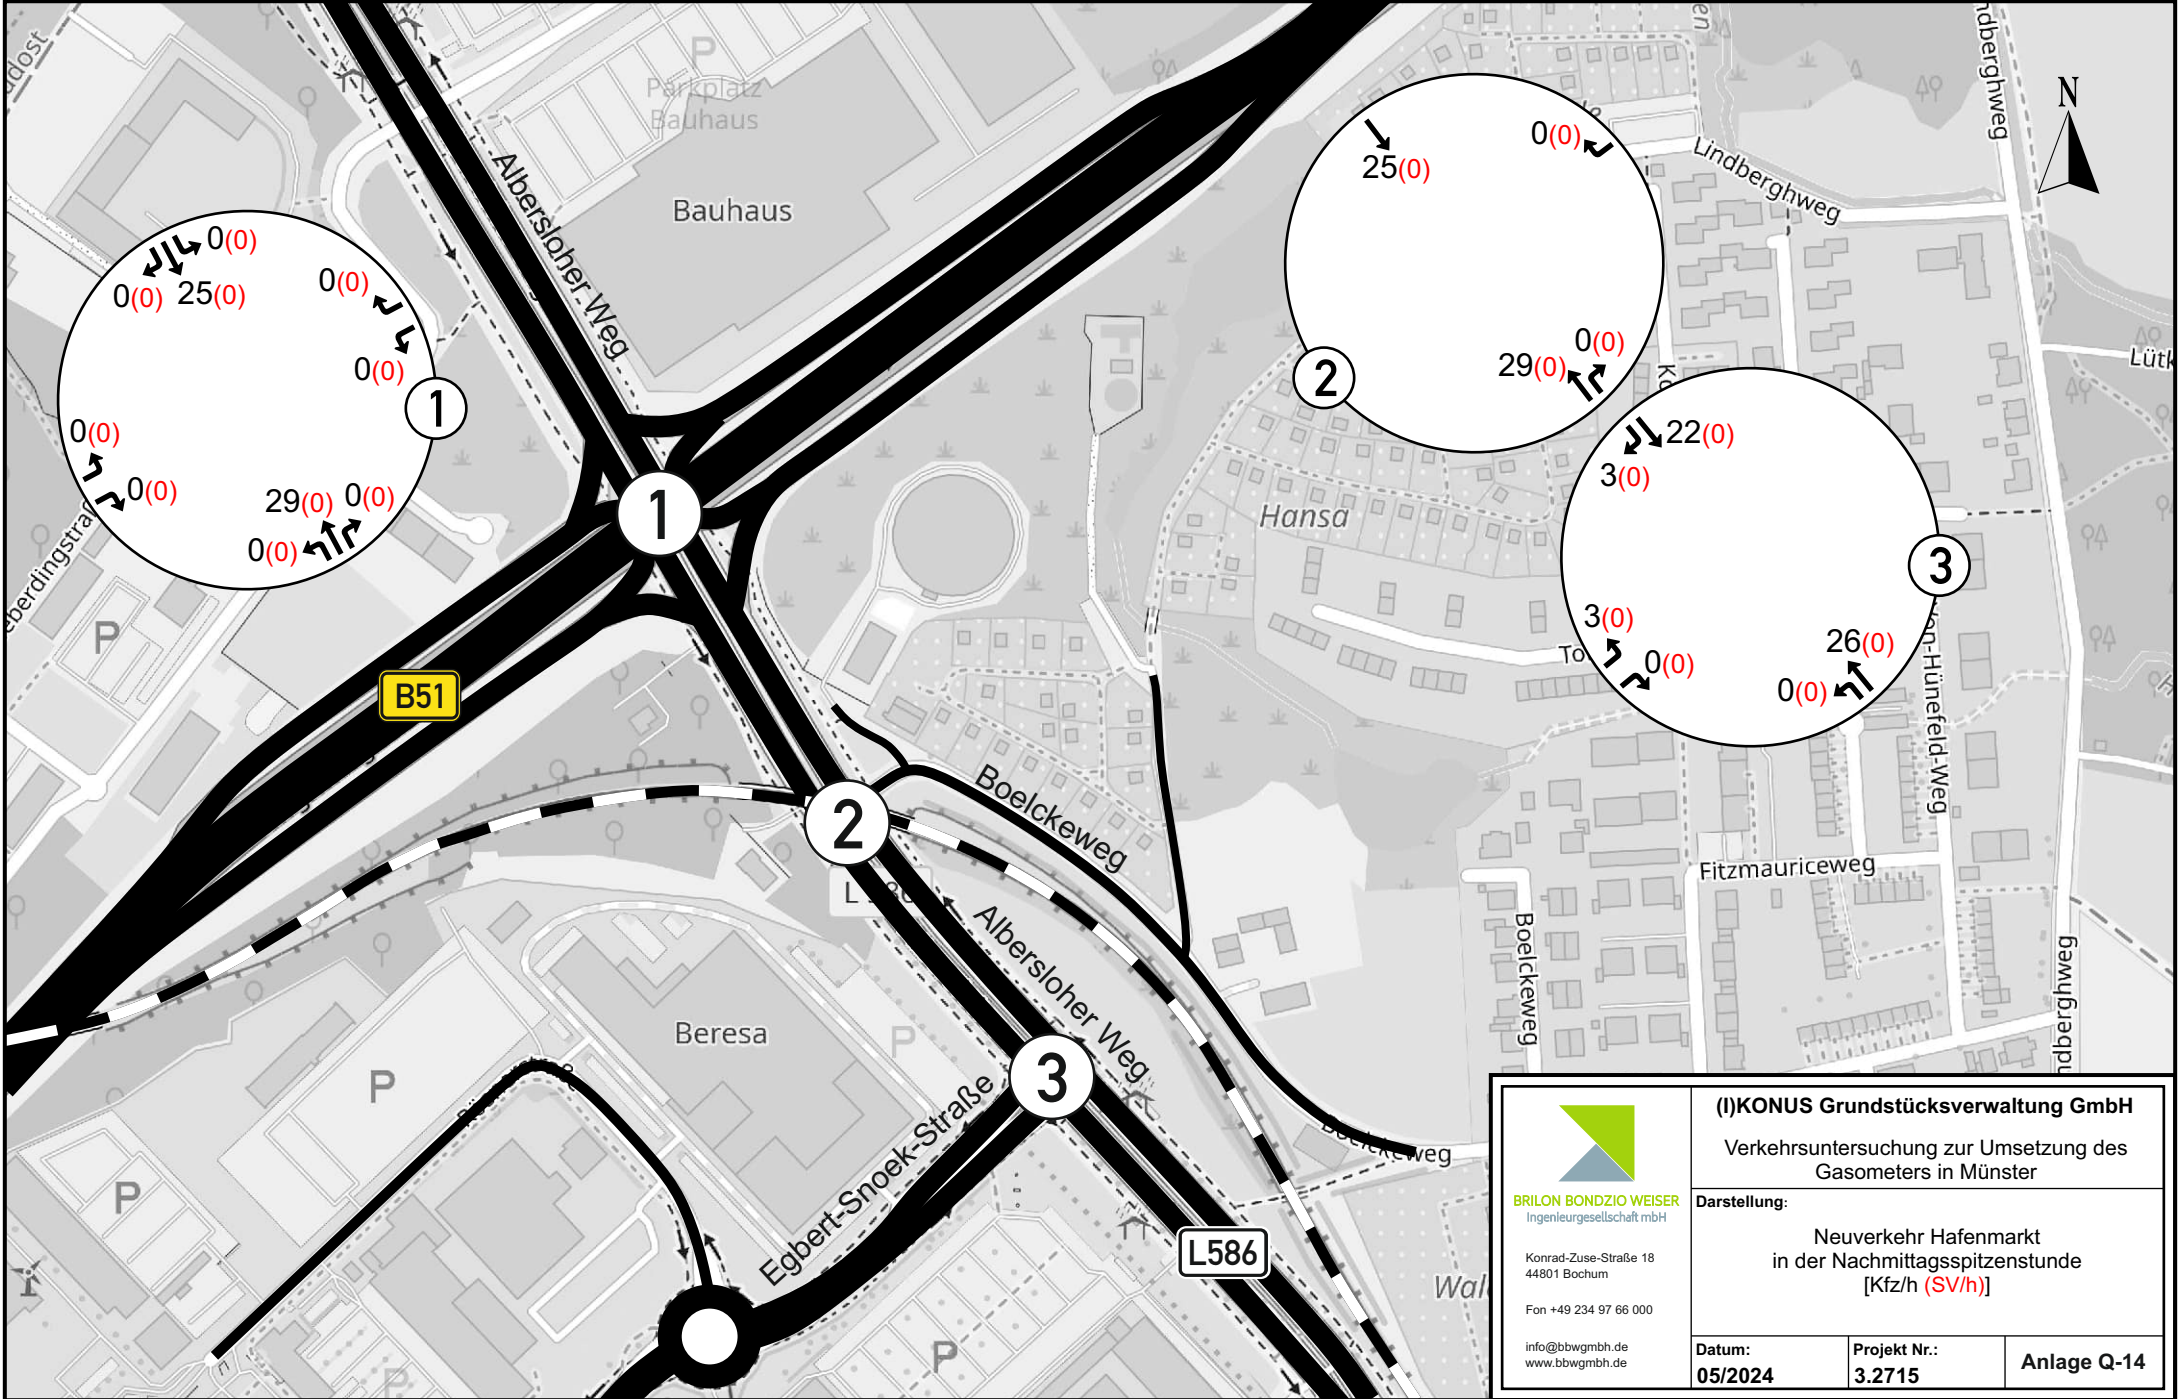 Parkplatz
Bauhaus
P
Bauhaus
Albersloher Weg
N
Lindberghweg
Lindberghweg
0(0)
25(0)
0(0)
0(0)
0(0)
1
0(0)
0(0)
29(0)
0(0)
0(0)
25(0)
0(0)
29(0)
0(0)
2
22(0)
3(0)
3(0)
0(0)
26(0)
0(0)
3
Hansa
P
1
B51
2
Boelckeweg
L
Albersloher Weg
Fitzmauriceweg
Boelckeweg
Beresa
P
P
3
Egbert-Snoek-Straße
Boelckeweg
P
L586
P
P
(I)KONUS Grundstücksverwaltung GmbH
Verkehrsuntersuchung zur Umsetzung des
Gasometers in Münster
BRILON BONDZIO WEISER
Ingenieurgesellschaft mbH
Konrad-Zuse-Straße 18
44801 Bochum
Fon +49 234 97 66 000
info@bbwgmbh.de
www.bbwgmbh.de
Darstellung:
Neuverkehr Hafenmarkt
in der Nachmittagsspitzenstunde
[Kfz/h (SV/h)]
Datum:
05/2024
Projekt Nr.:
3.2715
Anlage Q-14